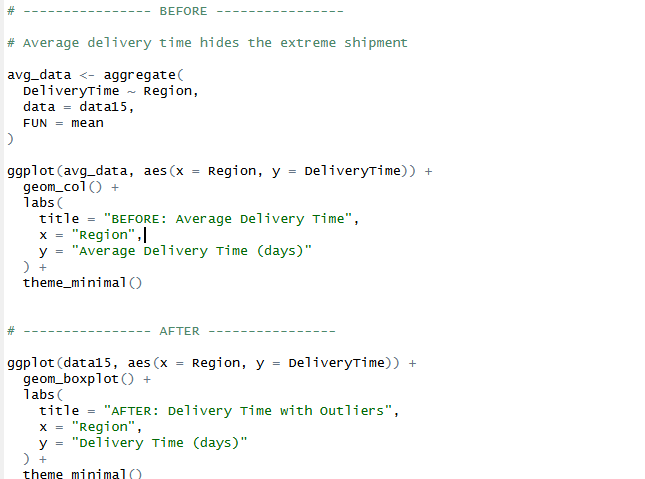 # ---------------- BEFORE ----------------
# Average delivery time hides the extreme shipment
avg_data <- aggregate(
  DeliveryTime ~ Region,
  data = data15,
  FUN = mean
)
ggplot(avg_data, aes(x = Region, y = DeliveryTime)) +
  geom_col() +
  labs(
    title = "BEFORE: Average Delivery Time",
    x = "Region",
    y = "Average Delivery Time (days)"
  ) +
  theme_minimal()
# ---------------- AFTER ----------------
ggplot(data15, aes(x = Region, y = DeliveryTime)) +
  geom_boxplot() +
  labs(
    title = "AFTER: Delivery Time with Outliers",
    x = "Region",
    y = "Delivery Time (days)"
  ) +
  theme_minimal()